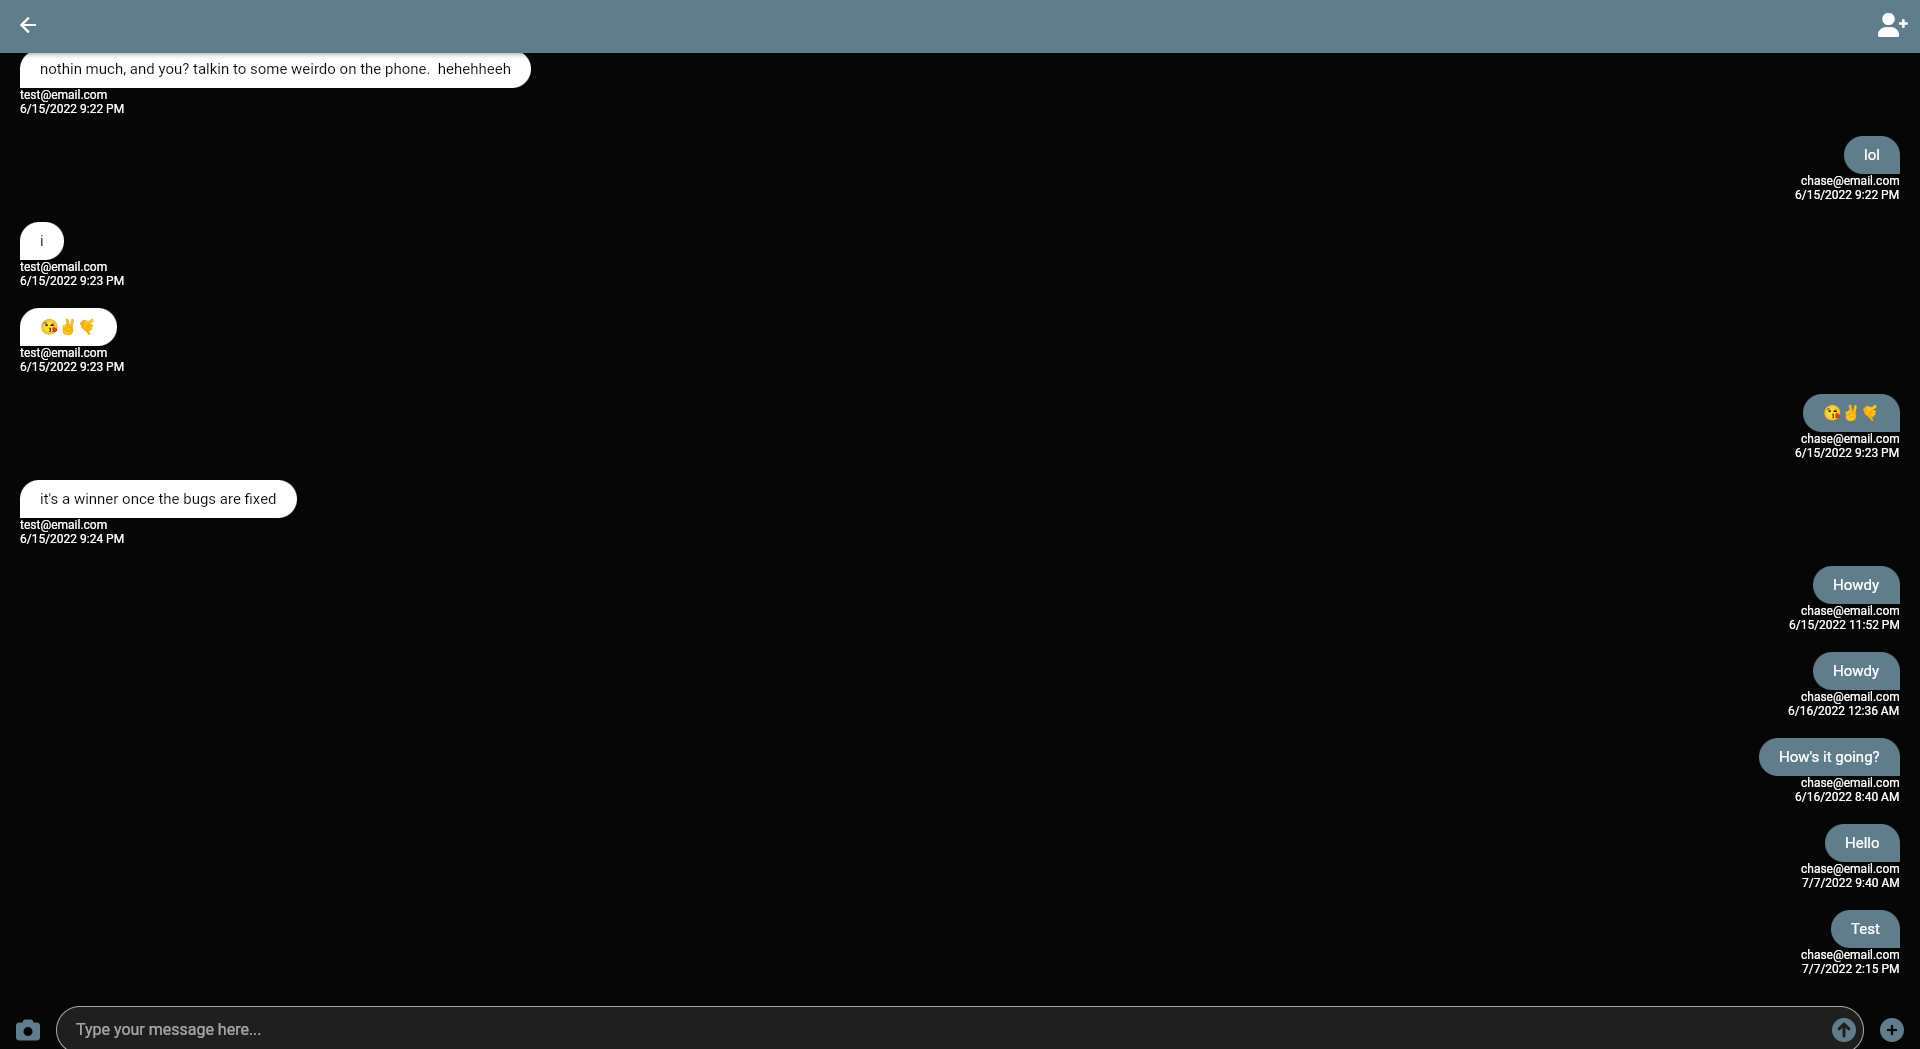 nothin much, and you? talkin to some weirdo on the phone.  hehehheeh
test@email.com
6/15/2022 9:22 PM
lol
chase@email.com
6/15/2022 9:22 PM
i
test@email.com
6/15/2022 9:23 PM
😘✌️🫰
test@email.com
6/15/2022 9:23 PM
😘✌️🫰
chase@email.com
6/15/2022 9:23 PM
it's a winner once the bugs are fixed
test@email.com
6/15/2022 9:24 PM
Howdy
chase@email.com
6/15/2022 11:52 PM
Howdy
chase@email.com
6/16/2022 12:36 AM
How's it going?
chase@email.com
6/16/2022 8:40 AM
Hello
chase@email.com
7/7/2022 9:40 AM
Test
chase@email.com
7/7/2022 2:15 PM
Type your message here...